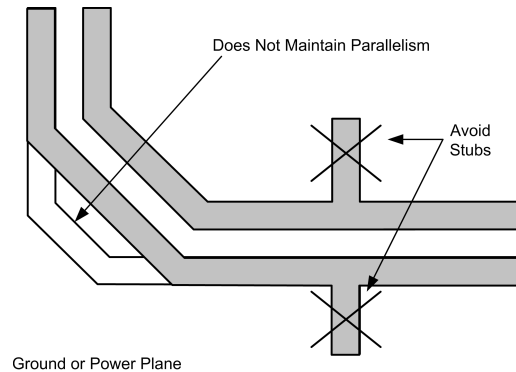 Does Not Maintain Parallelism
Avoid
Stubs
Ground or Power Plane